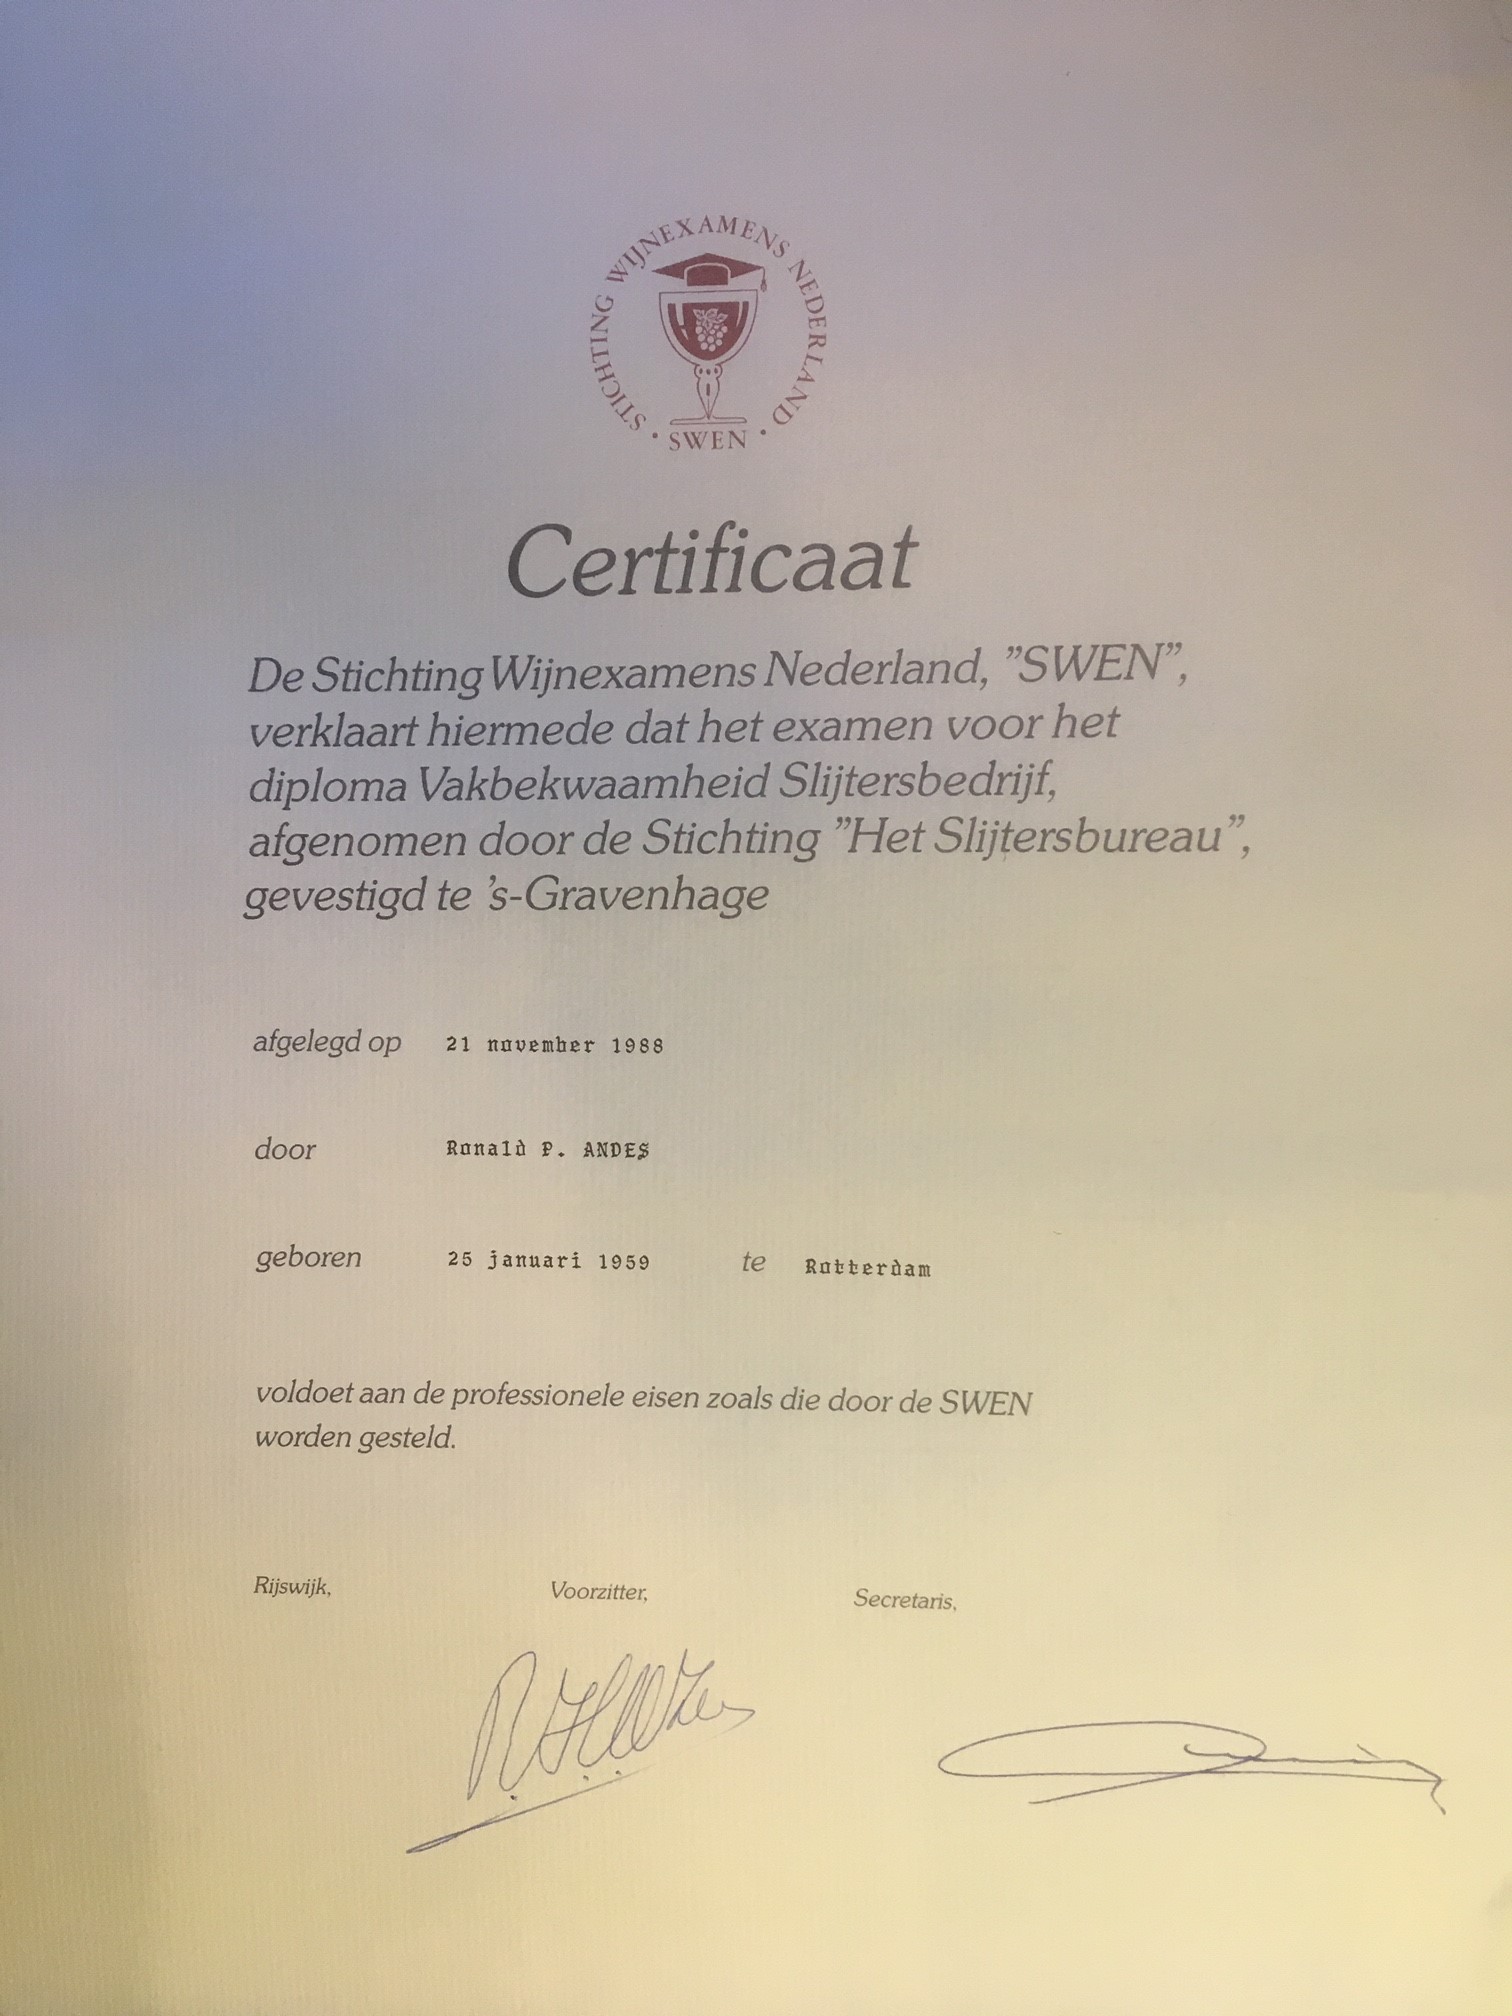 STICHTING WIJNEXAMENS NEDERLAND
• SWEN •
Certificaat
De Stichting Wijnexamens Nederland, ”SWEN”,
verklaart hiermede dat het examen voor het
diploma Vakbekwaamheid Slijtersbedrijf,
afgenomen door de Stichting ”Het Slijtersbureau”,
gevestigd te ’s-Gravenhage
afgelegd op 21 november 1988
door Ronald P. ANDES
geboren 25 januari 1959 te Rotterdam
voldoet aan de professionele eisen zoals die door de SWEN
worden gesteld.
Rijswijk, Voorzitter, Secretaris,